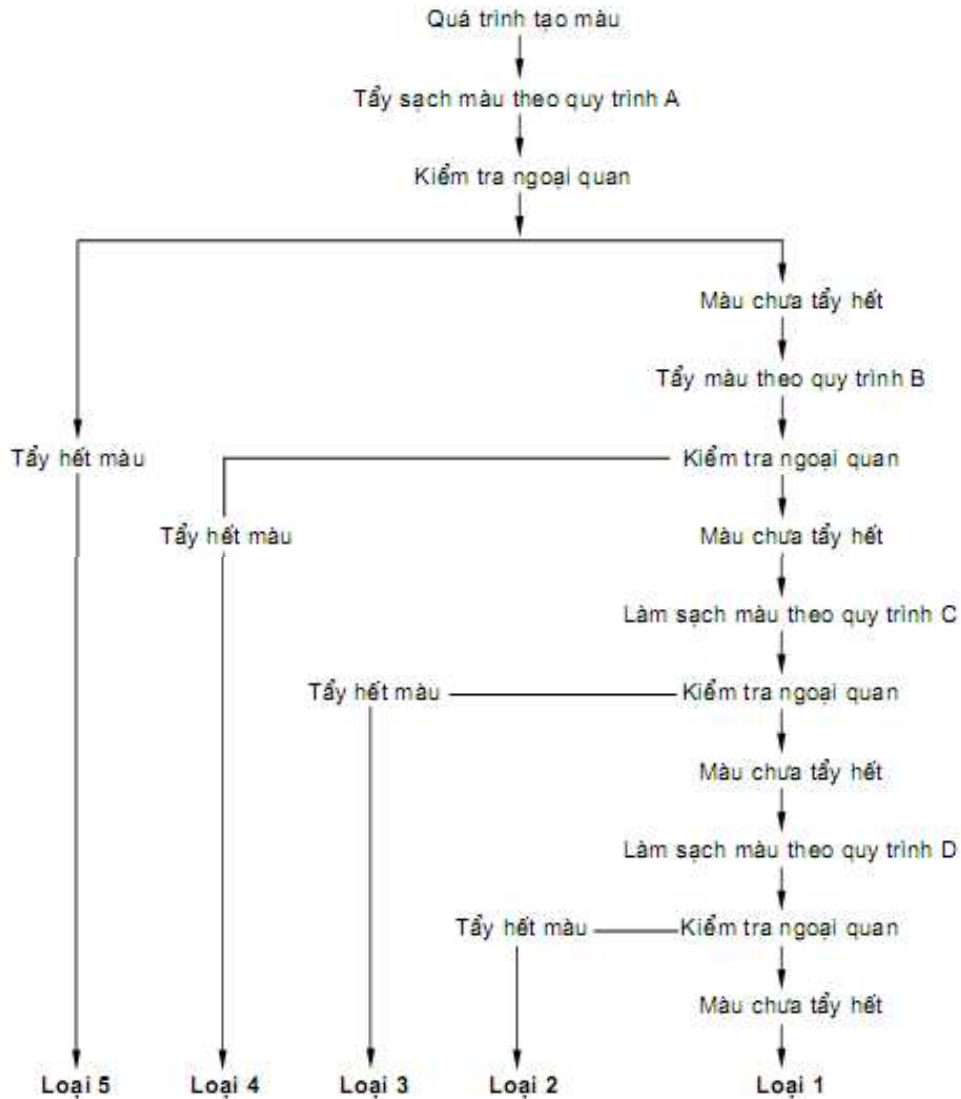 Quá trình tạo màu
Tẩy sạch màu theo quy trình A
Kiểm tra ngoại quan
Màu chưa tẩy hết
Tẩy màu theo quy trình B
Tẩy hết màu
Kiểm tra ngoại quan
Tẩy hết màu
Màu chưa tẩy hết
Làm sạch màu theo quy trình C
Tẩy hết màu
Kiểm tra ngoại quan
Màu chưa tẩy hết
Làm sạch màu theo quy trình D
Tẩy hết màu
Kiểm tra ngoại quan
Màu chưa tẩy hết
Loại 5
Loại 4
Loại 3
Loại 2
Loại 1